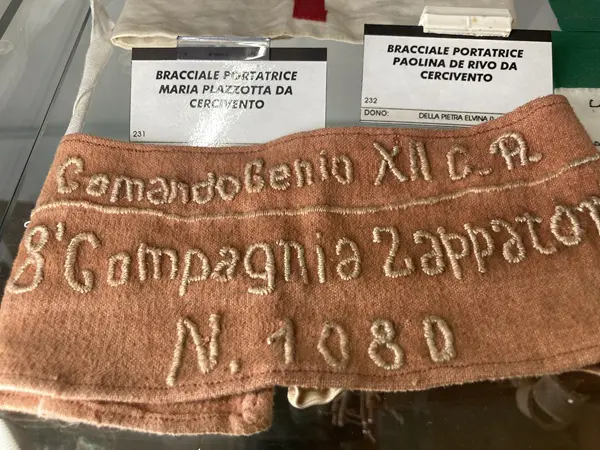 BRACCIALE PORTATRICE
MARIA PLAZZOTTA DA
CERCIVENTO
231
BRACCIALE PORTATRICE
PAOLINA DE RIVO DA
CERCIVENTO
232
DONO: DELLA PIETRA ELVINA
Comando Genio XII C. A.
8ª Compagnia Zappator
N. 1080